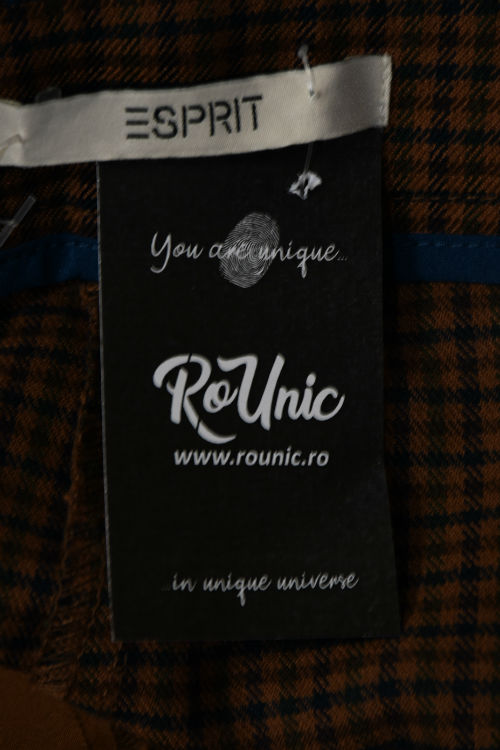 ESPRIT
You are unique...
RoUnic
www.rounic.ro
...in unique universe